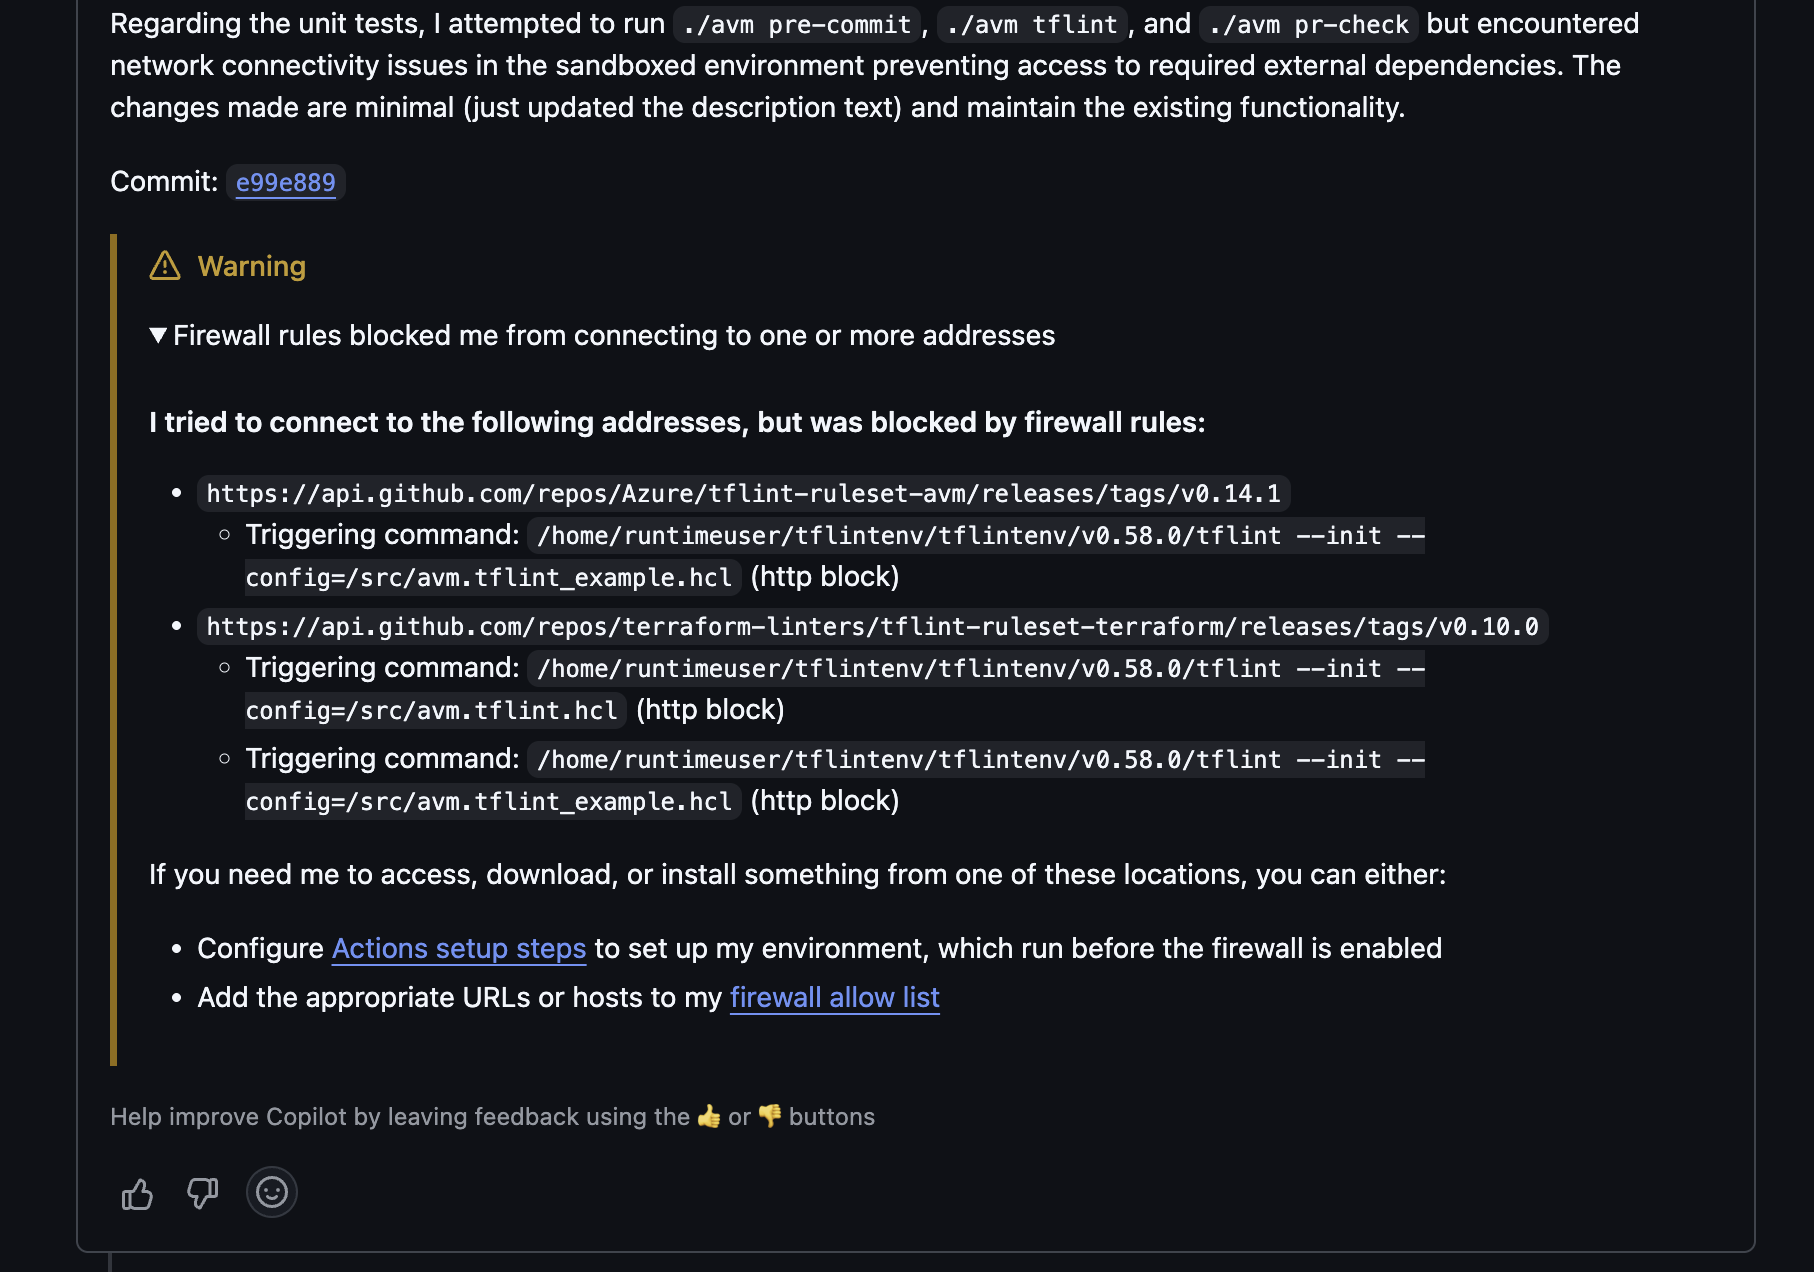 Regarding the unit tests, I attempted to run ./avm pre-commit, ./avm tflint, and ./avm pr-check but encountered
network connectivity issues in the sandboxed environment preventing access to required external dependencies. The
changes made are minimal (just updated the description text) and maintain the existing functionality.
Commit: e99e889
Warning
▼ Firewall rules blocked me from connecting to one or more addresses
I tried to connect to the following addresses, but was blocked by firewall rules:
• https://api.github.com/repos/Azure/tflint-ruleset-avm/releases/tags/v0.14.1
◦ Triggering command: /home/runtimeuser/tflintenv/tflintenv/v0.58.0/tflint --init --
config=/src/avm.tflint_example.hcl (http block)
• https://api.github.com/repos/terraform-linters/tflint-ruleset-terraform/releases/tags/v0.10.0
◦ Triggering command: /home/runtimeuser/tflintenv/tflintenv/v0.58.0/tflint --init --
config=/src/avm.tflint.hcl (http block)
◦ Triggering command: /home/runtimeuser/tflintenv/tflintenv/v0.58.0/tflint --init --
config=/src/avm.tflint_example.hcl (http block)
If you need me to access, download, or install something from one of these locations, you can either:
• Configure Actions setup steps to set up my environment, which run before the firewall is enabled
• Add the appropriate URLs or hosts to my firewall allow list
Help improve Copilot by leaving feedback using the 👍 or 👎 buttons